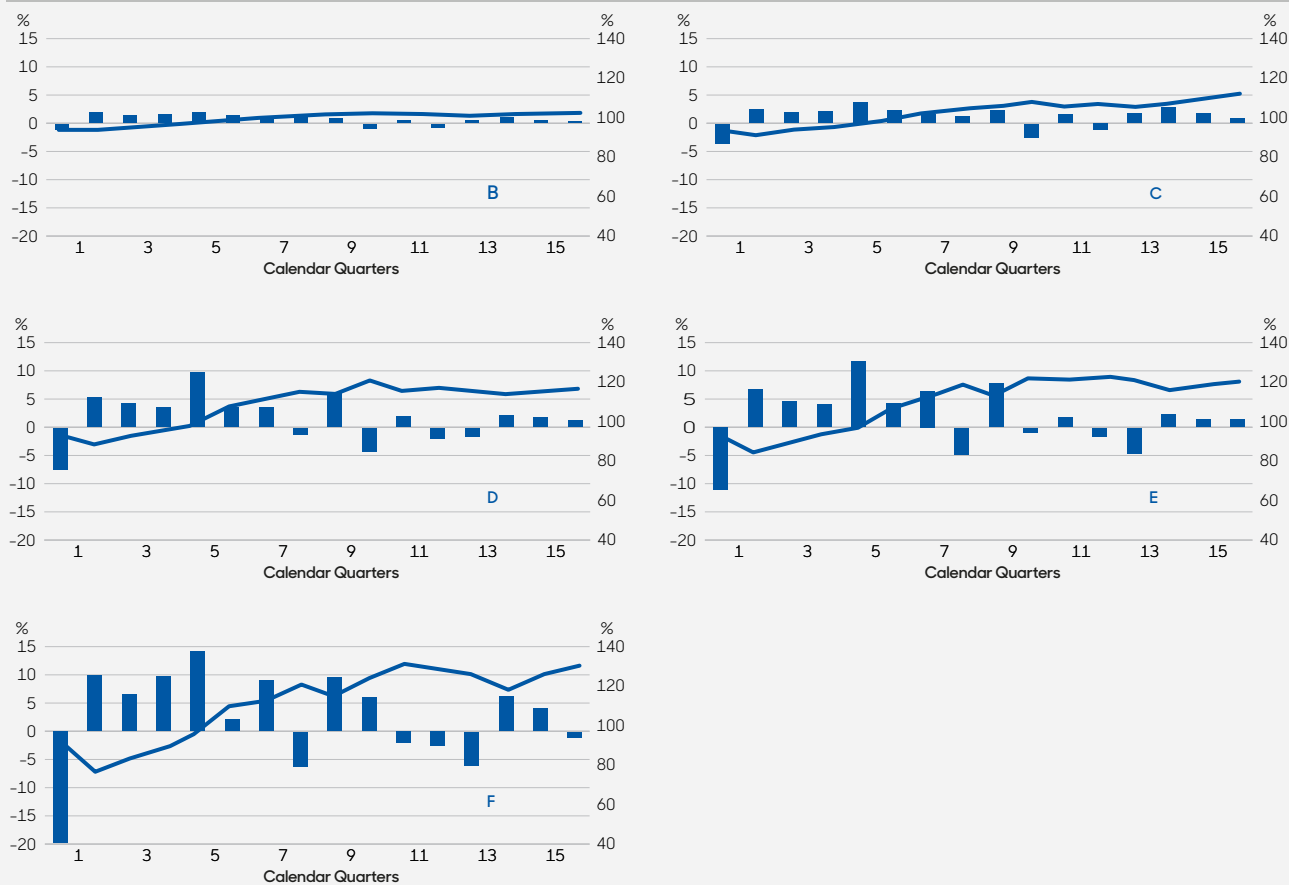 % % % %
15 140 15 140
10 10
5 120 5 120
0 100 0 100
-5 80 -5 80
-10 -10
-15 60 -15 60
-20 40 -20 40
B C
1 3 5 7 9 11 13 15 1 3 5 7 9 11 13 15
Calendar Quarters Calendar Quarters
% % % %
15 140 15 140
10 120 10 120
5 5
0 100 0 100
-5 80 -5 80
-10 -10
-15 60 -15 60
-20 40 -20 40
D E
1 3 5 7 9 11 13 15 1 3 5 7 9 11 13 15
Calendar Quarters Calendar Quarters
% %
15 140
10 120
5
0 100
-5 80
-10
-15 60
-20 40
F
1 3 5 7 9 11 13 15
Calendar Quarters